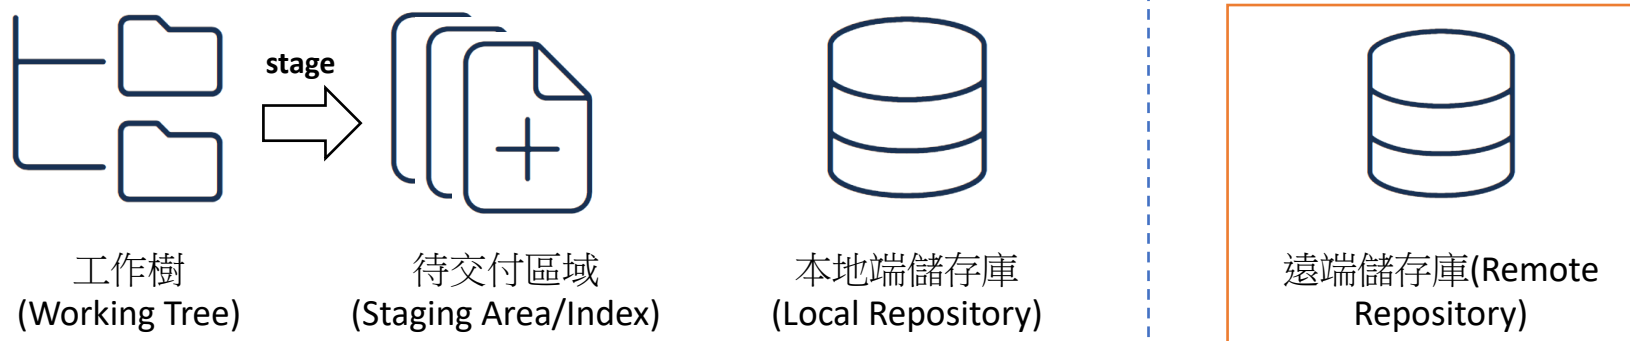 stage
工作樹
(Working Tree)
待交付區域
(Staging Area/Index)
本地端儲存庫
(Local Repository)
遠端儲存庫(Remote
Repository)